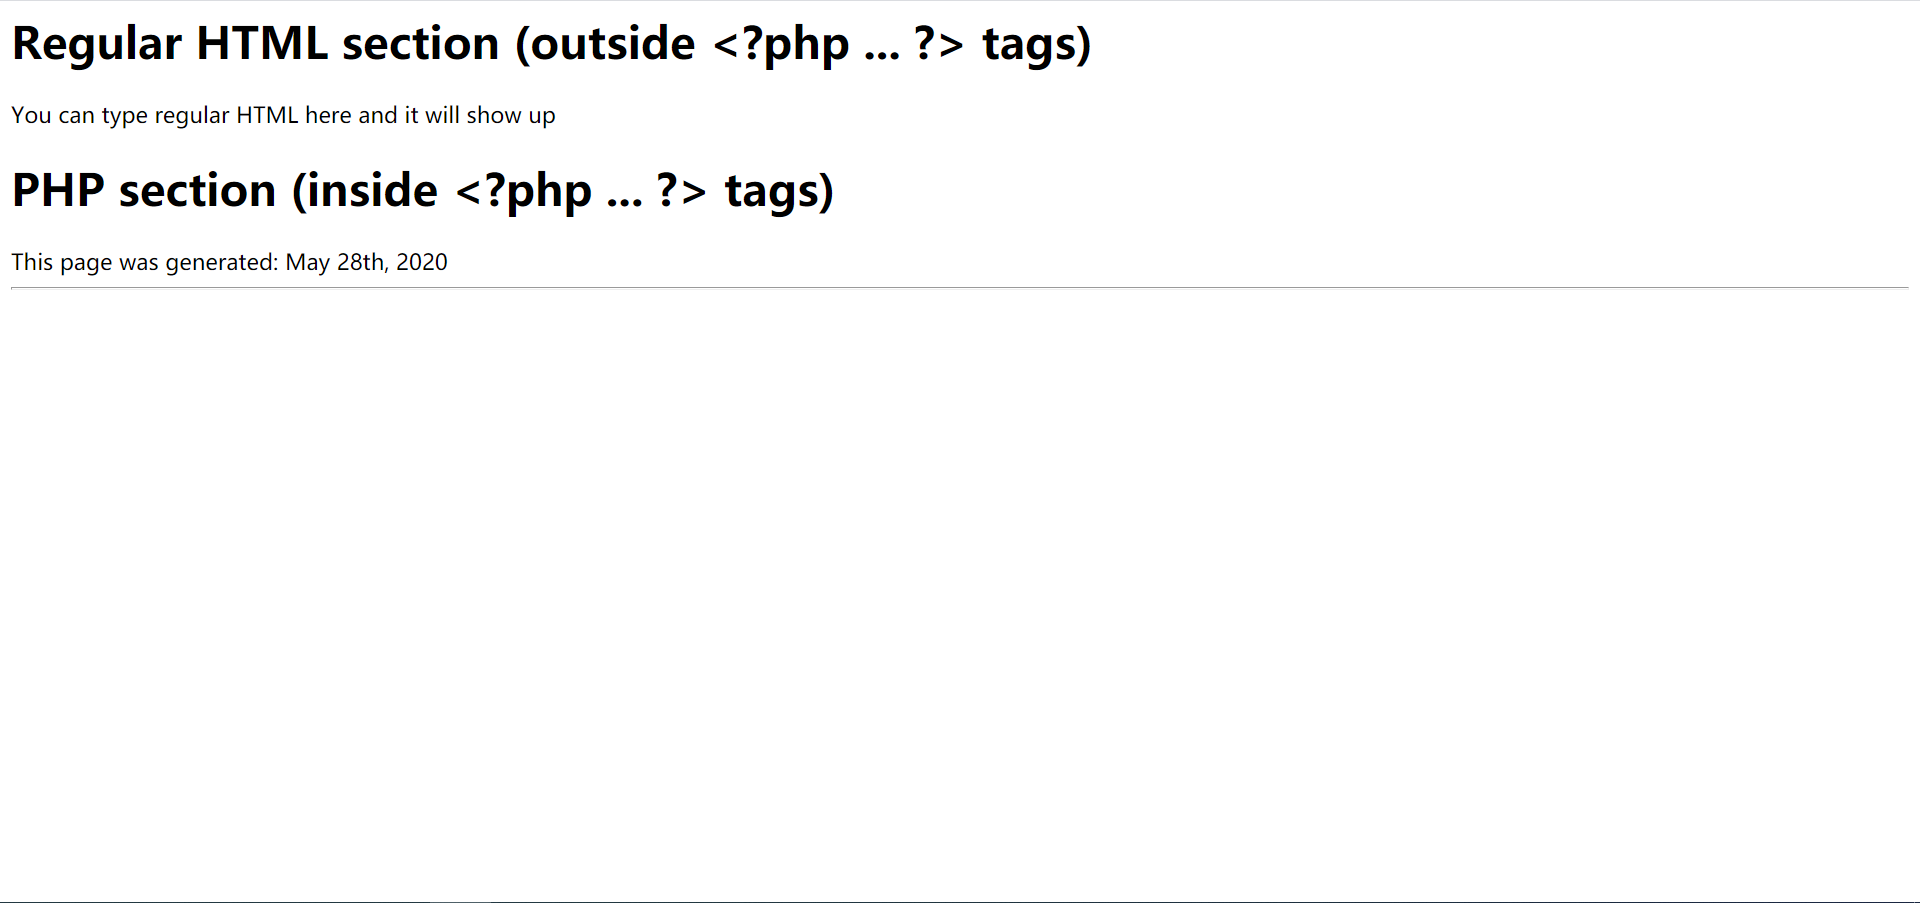 Regular HTML section (outside <?php ... ?> tags)
You can type regular HTML here and it will show up
PHP section (inside <?php ... ?> tags)
This page was generated: May 28th, 2020